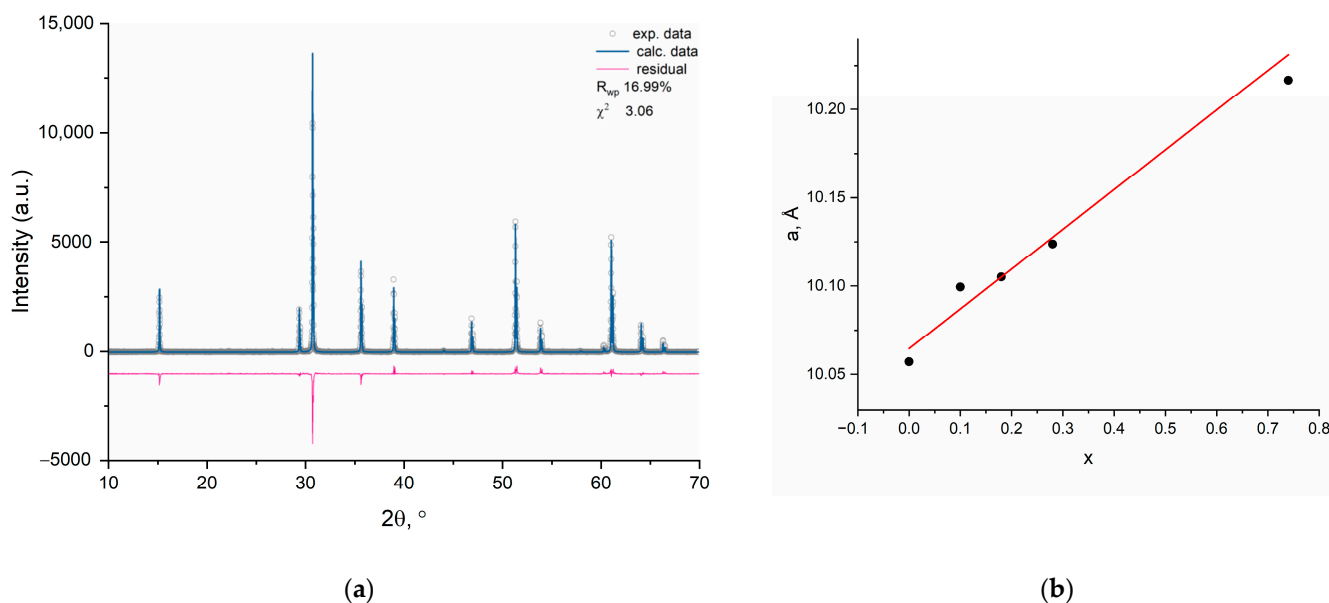 15,000
10,000
5000
0
−5000
10 20 30 40 50 60 70
Intensity (a.u.)
2θ, °
exp. data
calc. data
residual
Rwp 16.99%
χ² 3.06
(a)
10.20
10.15
10.10
10.05
−0.1 0.0 0.1 0.2 0.3 0.4 0.5 0.6 0.7 0.8
a, Å
x
(b)